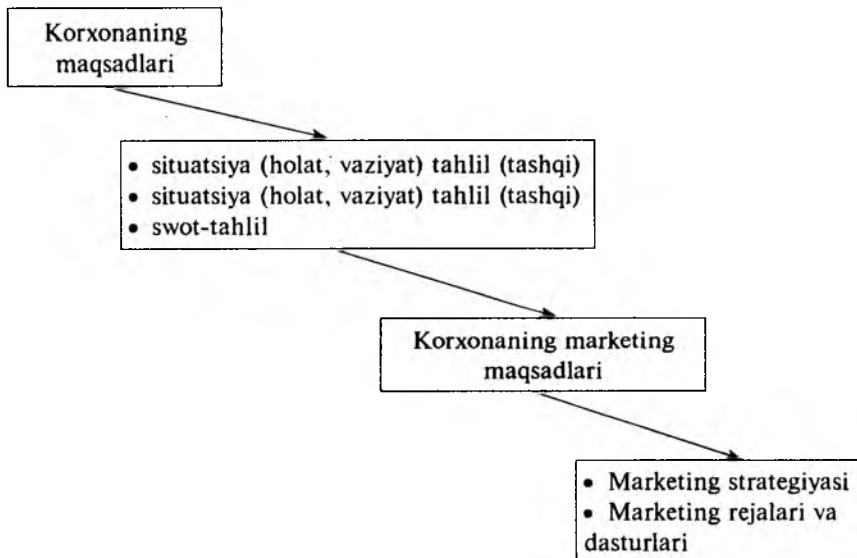 Korxonaning
maqsadlari
• situatsiya (holat, vaziyat) tahlil (tashqi)
• situatsiya (holat, vaziyat) tahlil (tashqi)
• swot-tahlil
Korxonaning marketing
maqsadlari
• Marketing strategiyasi
• Marketing rejalari va
dasturlari